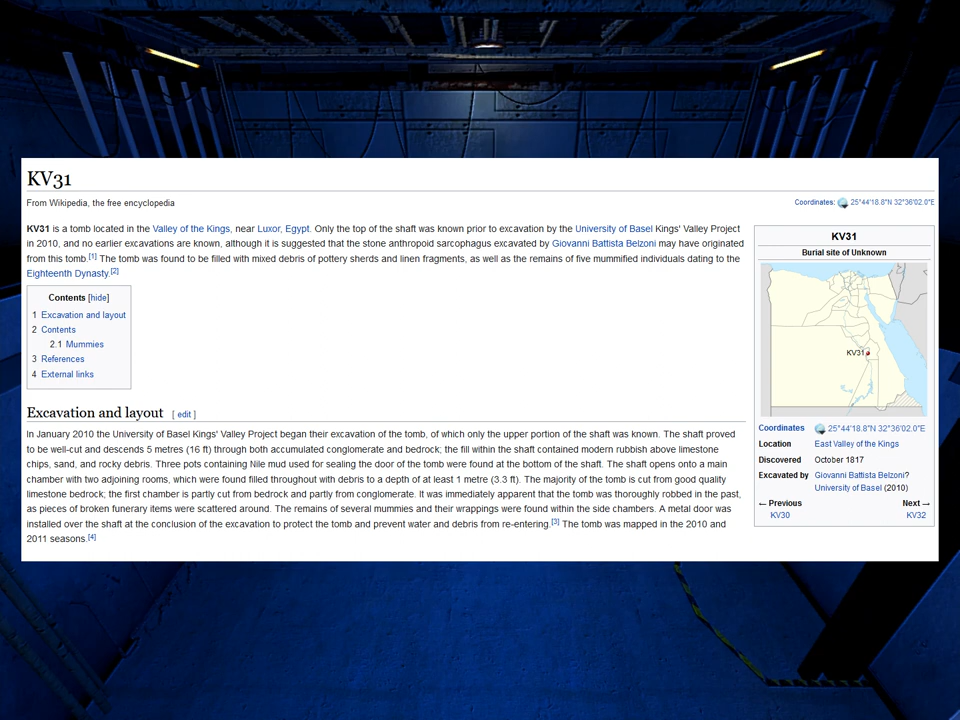 KV31
From Wikipedia, the free encyclopedia
Coordinates: 25°44′18.8″N 32°36′02.0″E
KV31 is a tomb located in the Valley of the Kings, near Luxor, Egypt. Only the top of the shaft was known prior to excavation by the University of Basel Kings' Valley Project
in 2010, and no earlier excavations are known, although it is suggested that the stone anthropoid sarcophagus excavated by Giovanni Battista Belzoni may have originated
from this tomb.[1] The tomb was found to be filled with mixed debris of pottery sherds and linen fragments, as well as the remains of five mummified individuals dating to the
Eighteenth Dynasty.[2]
Contents [hide]
1 Excavation and layout
2 Contents
2.1 Mummies
3 References
4 External links
Excavation and layout [ edit ]
In January 2010 the University of Basel Kings' Valley Project began their excavation of the tomb, of which only the upper portion of the shaft was known. The shaft proved
to be well-cut and descends 5 metres (16 ft) through both accumulated conglomerate and bedrock; the fill within the shaft contained modern rubbish above limestone
chips, sand, and rocky debris. Three pots containing Nile mud used for sealing the door of the tomb were found at the bottom of the shaft. The shaft opens onto a main
chamber with two adjoining rooms, which were found filled throughout with debris to a depth of at least 1 metre (3.3 ft). The majority of the tomb is cut from good quality
limestone bedrock; the first chamber is partly cut from bedrock and partly from conglomerate. It was immediately apparent that the tomb was thoroughly robbed in the past,
as pieces of broken funerary items were scattered around. The remains of several mummies and their wrappings were found within the side chambers. A metal door was
installed over the shaft at the conclusion of the excavation to protect the tomb and prevent water and debris from re-entering.[3] The tomb was mapped in the 2010 and
2011 seasons.[4]
KV31
Burial site of Unknown
KV31
Coordinates 25°44′18.8″N 32°36′02.0″E
Location East Valley of the Kings
Discovered October 1817
Excavated by Giovanni Battista Belzoni?
University of Basel (2010)
← Previous Next →
KV30 KV32